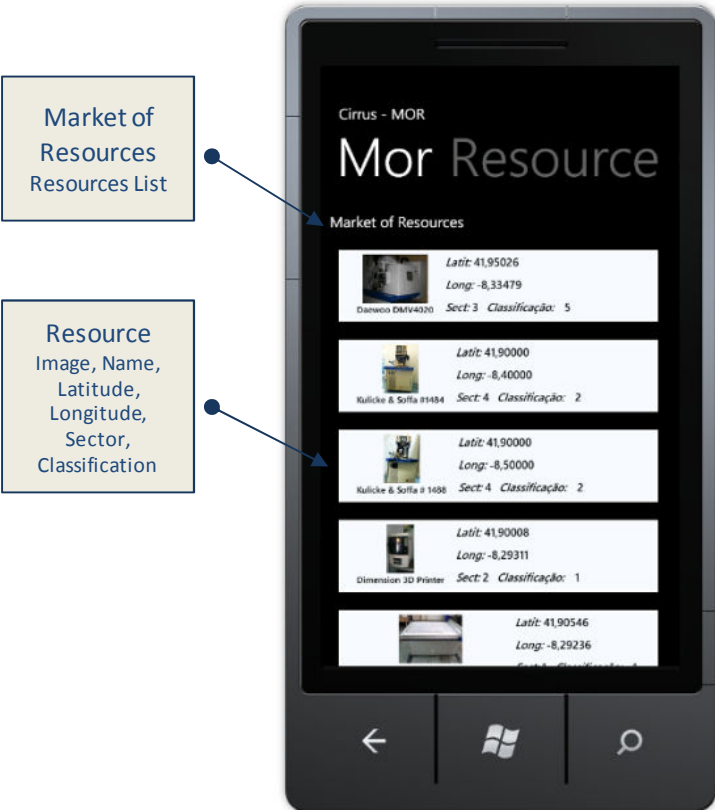 Market of
Resources
Resources List
Resource
Image, Name,
Latitude,
Longitude,
Sector,
Classification
Cirrus - MOR
Mor Resource
Market of Resources
Latit: 41,95026
Long: -8,33479
Daewoo DMV4020 Sect: 3 Classificação: 5
Latit: 41,90000
Long: -8,40000
Kulicke & Soffa #1484 Sect: 4 Classificação: 2
Latit: 41,90000
Long: -8,50000
Kulicke & Soffa # 1488 Sect: 4 Classificação: 2
Latit: 41,90008
Long: -8,29311
Dimension 3D Printer Sect: 2 Classificação: 1
Latit: 41,90546
Long: -8,29236